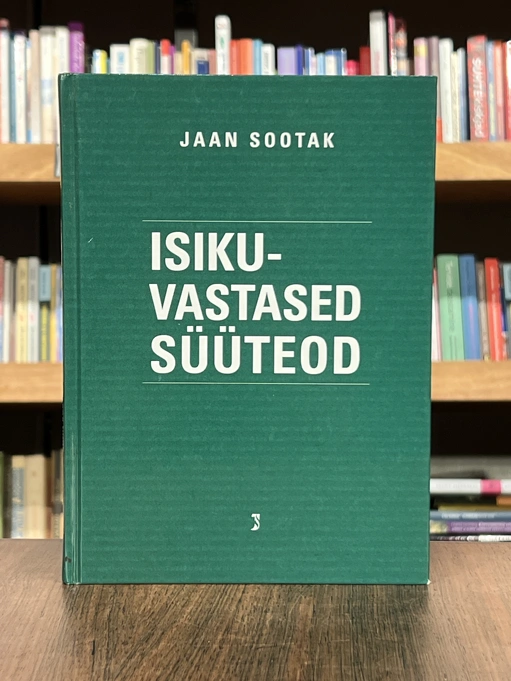 JAAN SOOTAK
ISIKU-
VASTASED
SÜÜTEOD